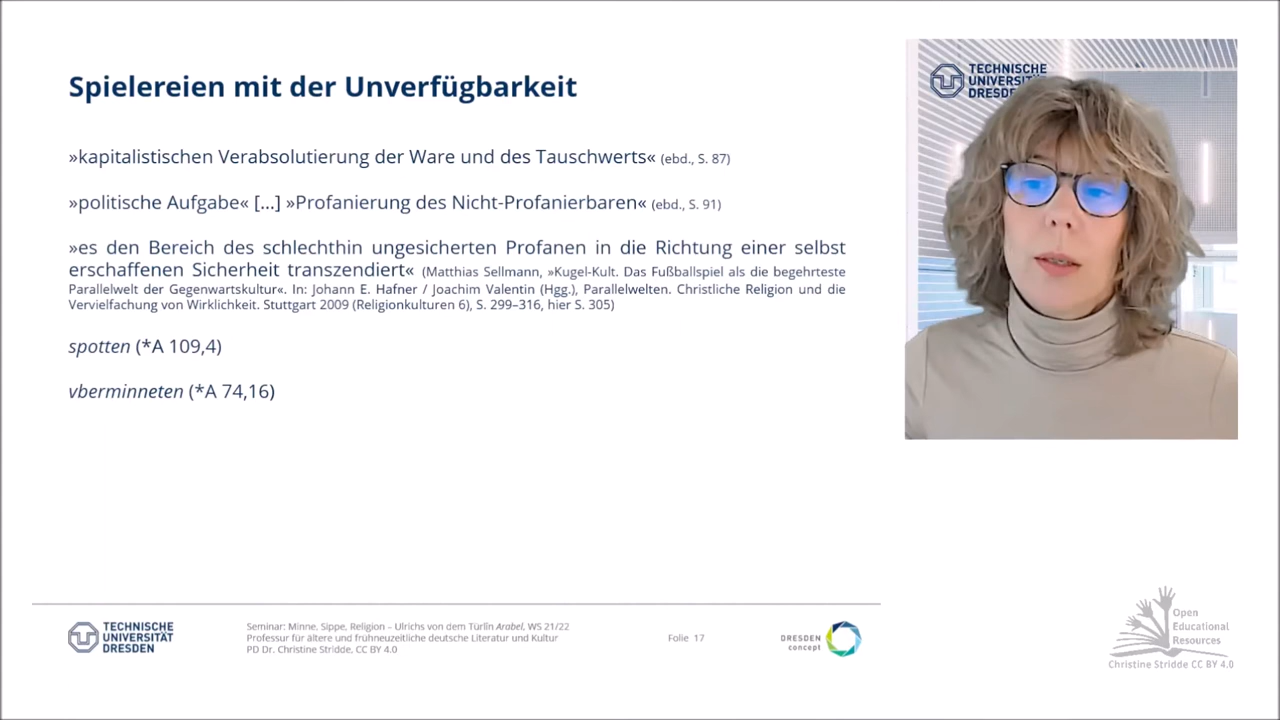 Spielereien mit der Unverfügbarkeit
»kapitalistischen Verabsolutierung der Ware und des Tauschwerts« (ebd., S. 87)
»politische Aufgabe« [...] »Profanierung des Nicht-Profanierbaren« (ebd., S. 91)
»es den Bereich des schlechthin ungesicherten Profanen in die Richtung einer selbst
erschaffenen Sicherheit transzendiert« (Matthias Sellmann, »Kugel-Kult. Das Fußballspiel als die begehrteste
Parallelwelt der Gegenwartskultur«. In: Johann E. Hafner / Joachim Valentin (Hgg.), Parallelwelten. Christliche Religion und die
Vervielfachung von Wirklichkeit. Stuttgart 2009 (Religionkulturen 6), S. 299–316, hier S. 305)
spotten (*A 109,4)
vberminneten (*A 74,16)
TECHNISCHE
UNIVERSITÄT
DRESDEN
TECHNISCHE
UNIVERSITÄT
DRESDEN
Seminar: Minne, Sippe, Religion – Ulrichs von dem Türlîn Arabel, WS 21/22
Professur für ältere und frühneuzeitliche deutsche Literatur und Kultur
PD Dr. Christine Stridde, CC BY 4.0
Folie 17
DRESDEN
concept
Open
Educational
Resources
Christine Stridde CC BY 4.0